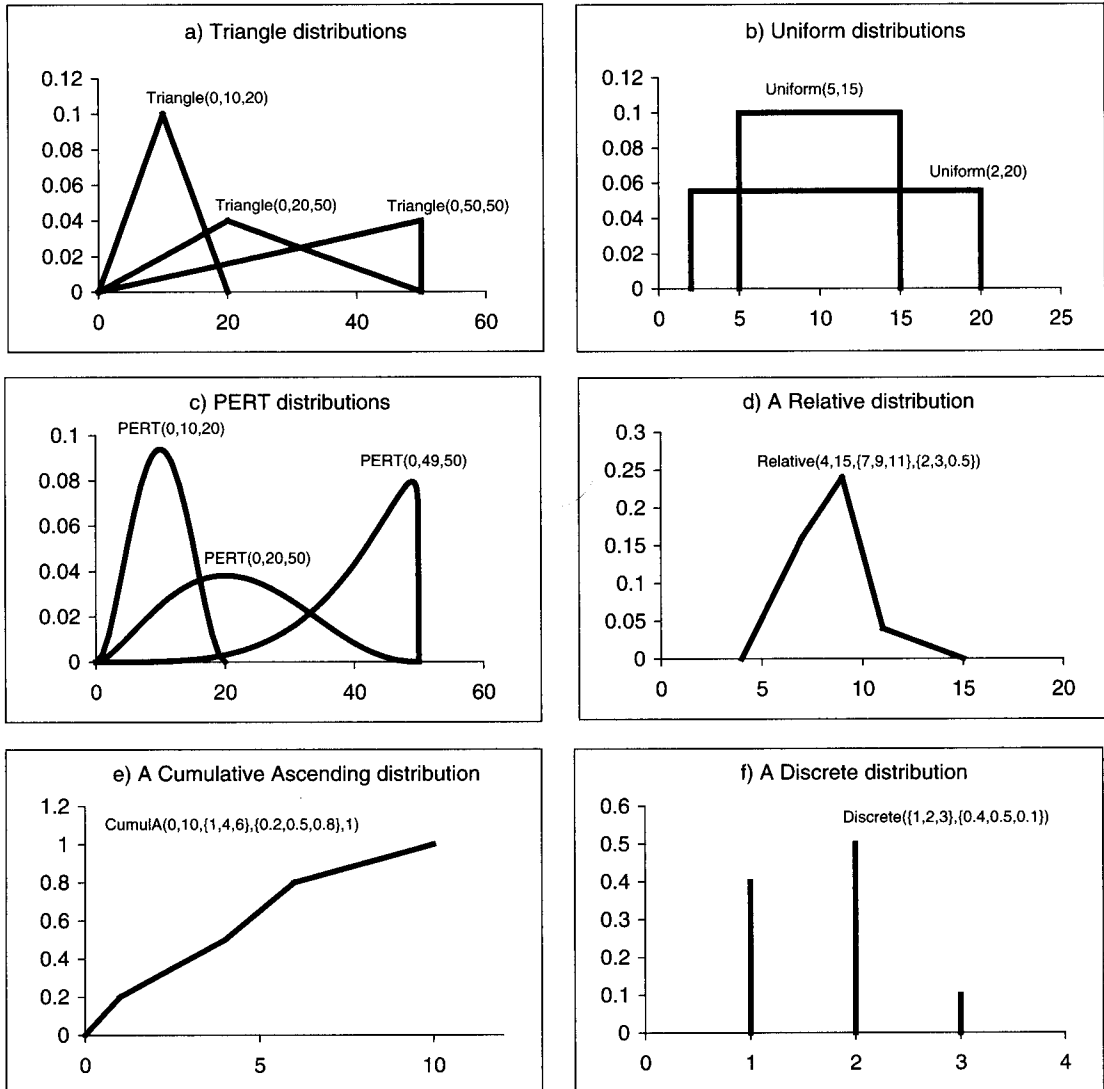 a) Triangle distributions
0.12
0.1
0.08
0.06
0.04
0.02
0
Triangle(0,10,20)
Triangle(0,20,50)
Triangle(0,50,50)
0 20 40 60
b) Uniform distributions
0.12
0.1
0.08
0.06
0.04
0.02
0
Uniform(5,15)
Uniform(2,20)
0 5 10 15 20 25
c) PERT distributions
0.1
0.08
0.06
0.04
0.02
0
PERT(0,10,20)
PERT(0,49,50)
PERT(0,20,50)
0 20 40 60
d) A Relative distribution
0.3
0.25
0.2
0.15
0.1
0.05
0
Relative(4,15,{7,9,11},{2,3,0.5})
0 5 10 15 20
e) A Cumulative Ascending distribution
1.2
1
0.8
0.6
0.4
0.2
0
CumulA(0,10,{1,4,6},{0.2,0.5,0.8},1)
0 5 10
f) A Discrete distribution
0.6
0.5
0.4
0.3
0.2
0.1
0
Discrete({1,2,3},{0.4,0.5,0.1})
0 1 2 3 4